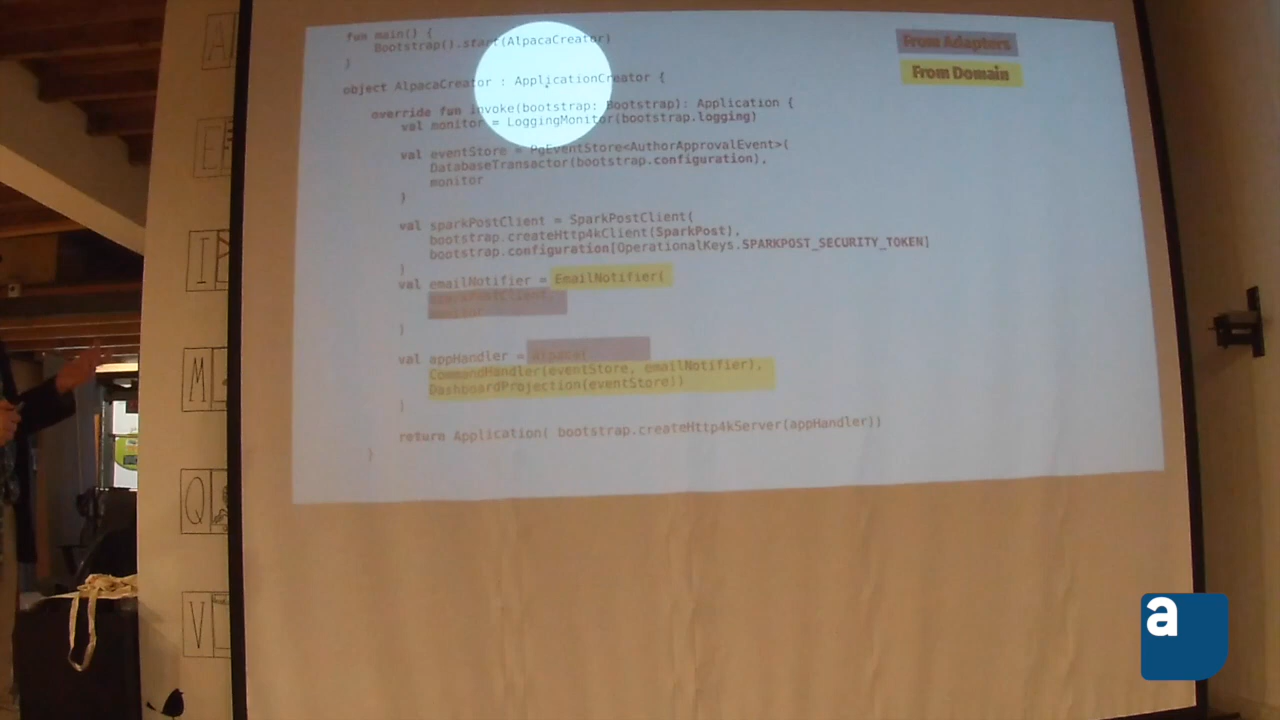 fun main() {
Bootstrap().start(AlpacaCreator)
}
From Adapters
From Domain
object AlpacaCreator : ApplicationCreator {
override fun invoke(bootstrap: Bootstrap): Application {
val monitor = LoggingMonitor(bootstrap.logging)
val eventStore = PgEventStore<AuthorApprovalEvent>(
DatabaseTransactor(bootstrap.configuration),
monitor
)
val sparkPostClient = SparkPostClient(
bootstrap.createHttp4kClient(SparkPost),
bootstrap.configuration[OperationalKeys.SPARKPOST_SECURITY_TOKEN]
)
val emailNotifier = EmailNotifier(
sparkPostClient,
monitor
)
val appHandler = Alpaca(
CommandHandler(eventStore, emailNotifier),
DashboardProjection(eventStore))
)
return Application( bootstrap.createHttp4kServer(appHandler))
}
A
E
I
M
Q
V
a